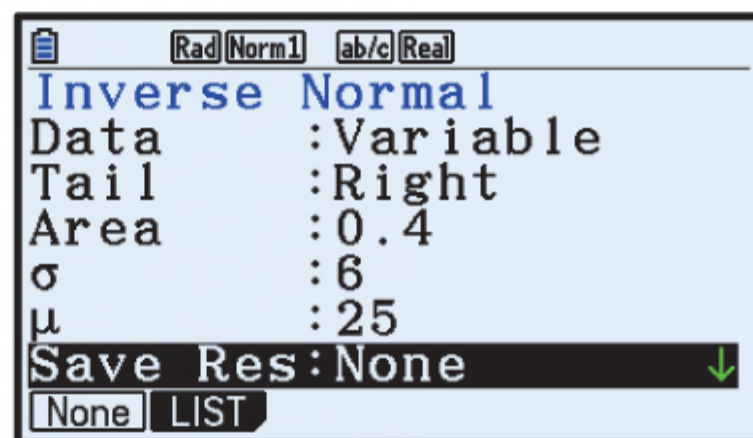 Rad Norm1 ab/c Real
Inverse Normal
Data :Variable
Tail :Right
Area :0.4
σ :6
μ :25
Save Res:None
None LIST